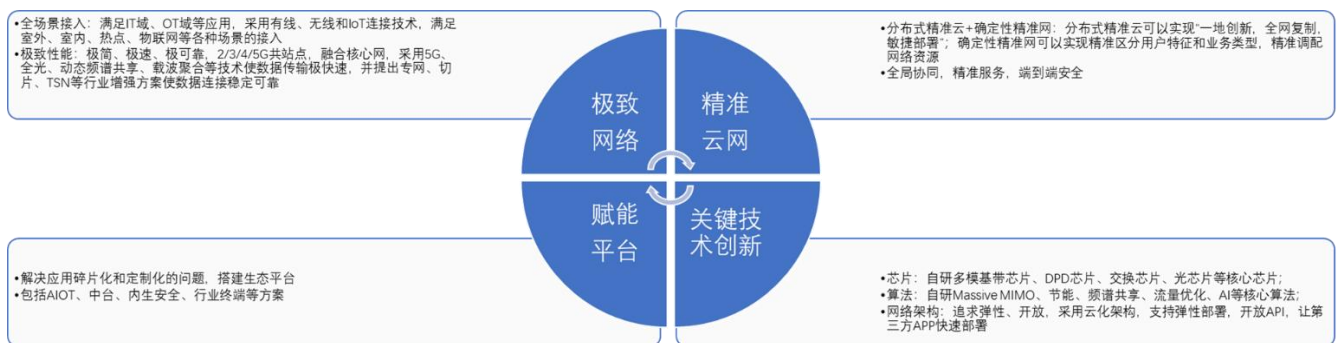 •全场景接入：满足IT域、OT域等应用，采用有线、无线和IoT连接技术，满足
室外、室内、热点、物联网等各种场景的接入
•极致性能：极简、极速、极可靠，2/3/4/5G共站点，融合核心网，采用5G、
全光、动态频谱共享、载波聚合等技术使数据传输极快速，并提出专网、切
片、TSN等行业增强方案使数据连接稳定可靠
•分布式精准云+确定性精准网：分布式精准云可以实现"一地创新，全网复制，
敏捷部署"；确定性精准网可以实现精准区分用户特征和业务类型，精准调配
网络资源
•全局协同，精准服务，端到端安全
极致
网络
精准
云网
赋能
平台
关键技
术创新
•解决应用碎片化和定制化的问题，搭建生态平台
•包括AIOT、中台、内生安全、行业终端等方案
•芯片：自研多模基带芯片、DPD芯片、交换芯片、光芯片等核心芯片；
•算法：自研Massive MIMO、节能、频谱共享、流量优化、AI等核心算法；
•网络架构：追求弹性、开放，采用云化架构，支持弹性部署，开放API，让第
三方APP快速部署